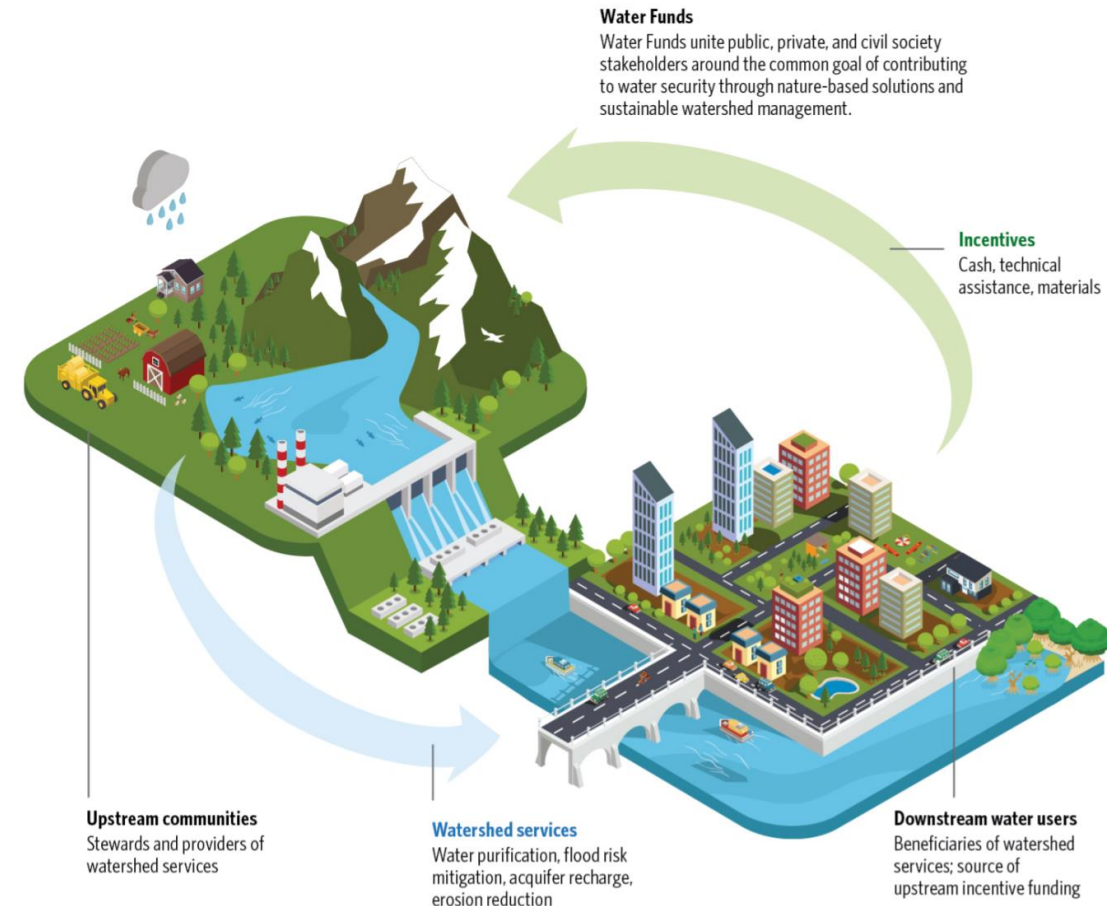 Water Funds
Water Funds unite public, private, and civil society
stakeholders around the common goal of contributing
to water security through nature-based solutions and
sustainable watershed management.
Incentives
Cash, technical
assistance, materials
Upstream communities
Stewards and providers of
watershed services
Watershed services
Water purification, flood risk
mitigation, acquifer recharge,
erosion reduction
Downstream water users
Beneficiaries of watershed
services; source of
upstream incentive funding